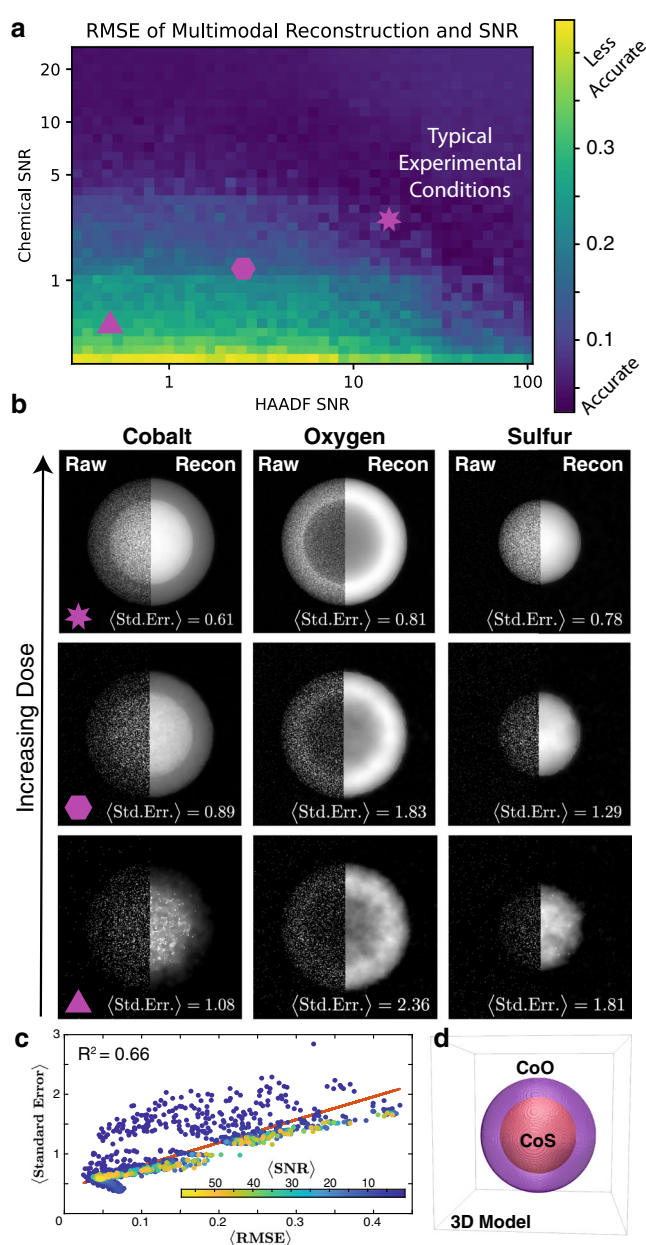 a
RMSE of Multimodal Reconstruction and SNR
20
10
5
1
Chemical SNR
Typical
Experimental
Conditions
1
10
100
HAADF SNR
Less
Accurate
0.3
0.2
0.1
Accurate
b
Cobalt Oxygen Sulfur
Increasing Dose
Raw Recon Raw Recon Raw Recon
⟨Std.Err.⟩ = 0.61 ⟨Std.Err.⟩ = 0.81 ⟨Std.Err.⟩ = 0.78
⟨Std.Err.⟩ = 0.89 ⟨Std.Err.⟩ = 1.83 ⟨Std.Err.⟩ = 1.29
⟨Std.Err.⟩ = 1.08 ⟨Std.Err.⟩ = 2.36 ⟨Std.Err.⟩ = 1.81
c
R² = 0.66
3
2
1
⟨Standard Error⟩
⟨SNR⟩
50 40 30 20 10
0 0.1 0.2 0.3 0.4
⟨RMSE⟩
d
CoO
CoS
3D Model